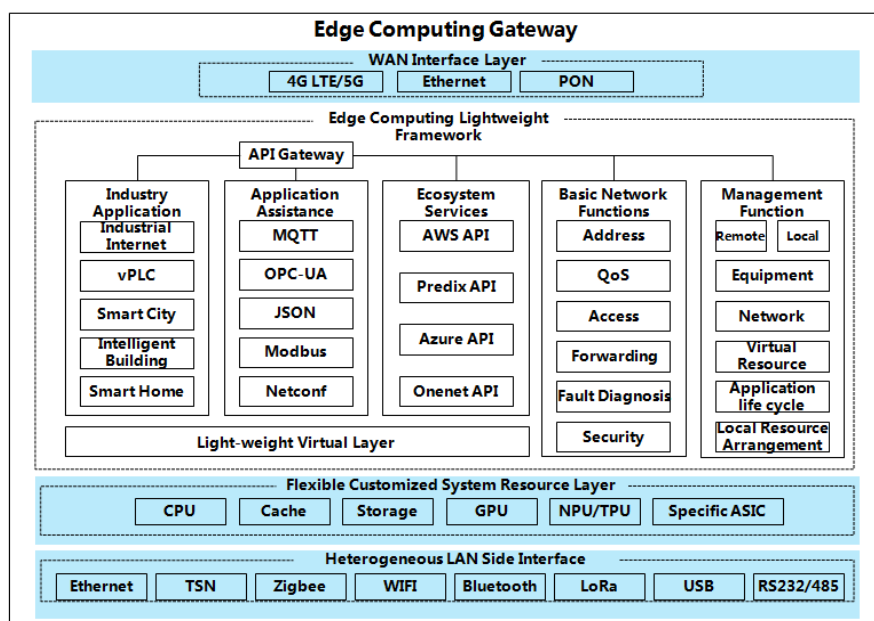 Edge Computing Gateway
WAN Interface Layer
4G LTE/5G
Ethernet
PON
Edge Computing Lightweight
Framework
API Gateway
Industry
Application
Industrial
Internet
vPLC
Smart City
Intelligent
Building
Smart Home
Application
Assistance
MQTT
OPC-UA
JSON
Modbus
Netconf
Ecosystem
Services
AWS API
Predix API
Azure API
Onenet API
Light-weight Virtual Layer
Basic Network
Functions
Address
QoS
Access
Forwarding
Fault Diagnosis
Security
Management
Function
Remote
Local
Equipment
Network
Virtual
Resource
Application
life cycle
Local Resource
Arrangement
Flexible Customized System Resource Layer
CPU
Cache
Storage
GPU
NPU/TPU
Specific ASIC
Heterogeneous LAN Side Interface
Ethernet
TSN
Zigbee
WIFI
Bluetooth
LoRa
USB
RS232/485